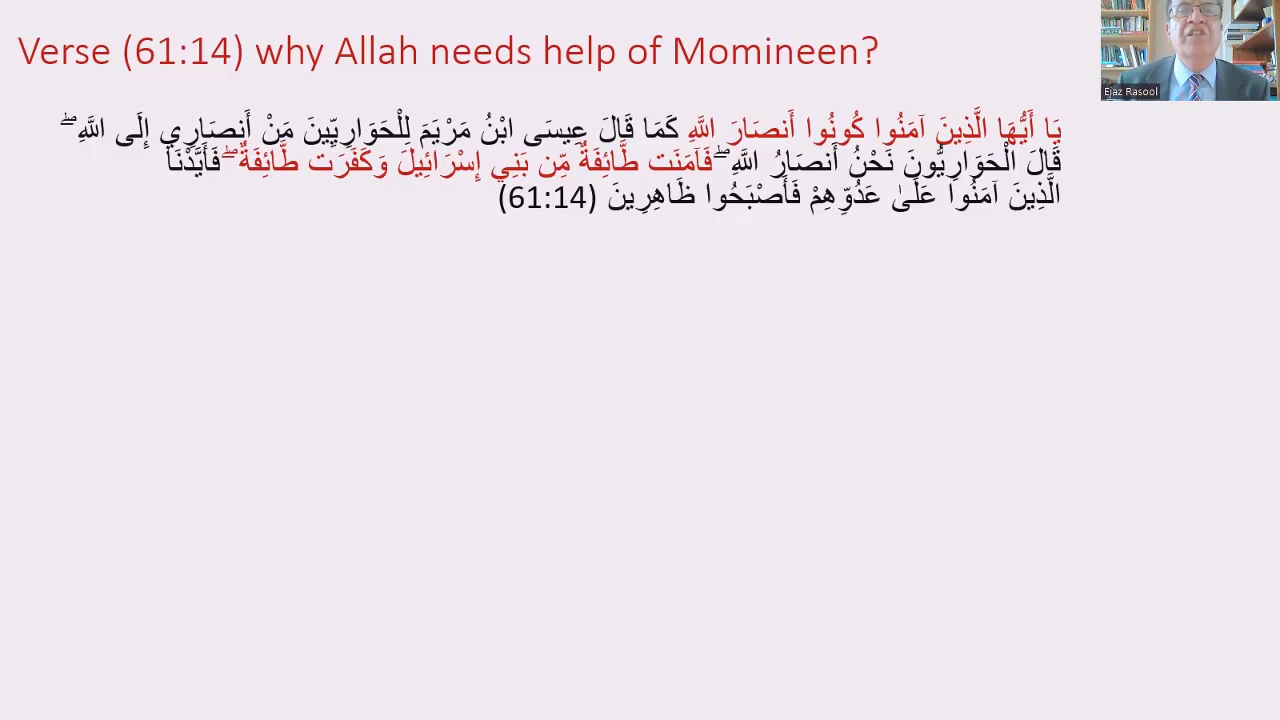 Verse (61:14) why Allah needs help of Momineen?
Ejaz Rasool
يَا أَيُّهَا الَّذِينَ آمَنُوا كُونُوا أَنصَارَ اللَّهِ كَمَا قَالَ عِيسَى ابْنُ مَرْيَمَ لِلْحَوَارِيِّينَ مَنْ أَنصَارِي إِلَى اللَّهِ ۖ
قَالَ الْحَوَارِيُّونَ نَحْنُ أَنصَارُ اللَّهِ ۖ فَآمَنَت طَّائِفَةٌ مِّن بَنِي إِسْرَائِيلَ وَكَفَرَت طَّائِفَةٌ ۖ فَأَيَّدْنَا
الَّذِينَ آمَنُوا عَلَىٰ عَدُوِّهِمْ فَأَصْبَحُوا ظَاهِرِينَ (61:14)